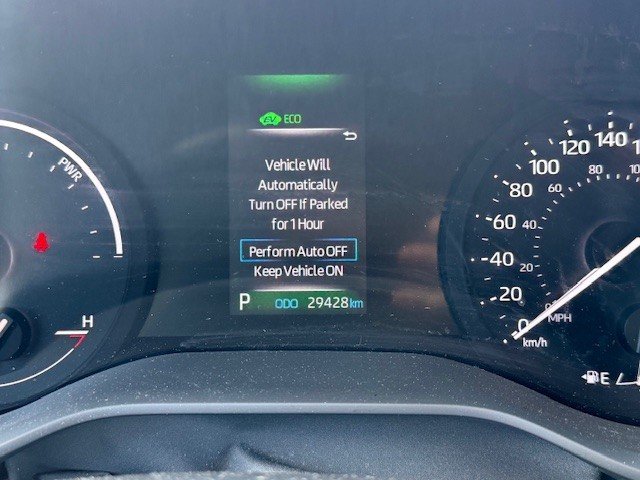 EV ECO
Vehicle Will
Automatically
Turn OFF If Parked
for 1 Hour
Perform Auto OFF
Keep Vehicle ON
P ODO 29428 km
PWR
H
0
20
40
60
80
100
120
140
20
40
60
80
MPH
km/h
E